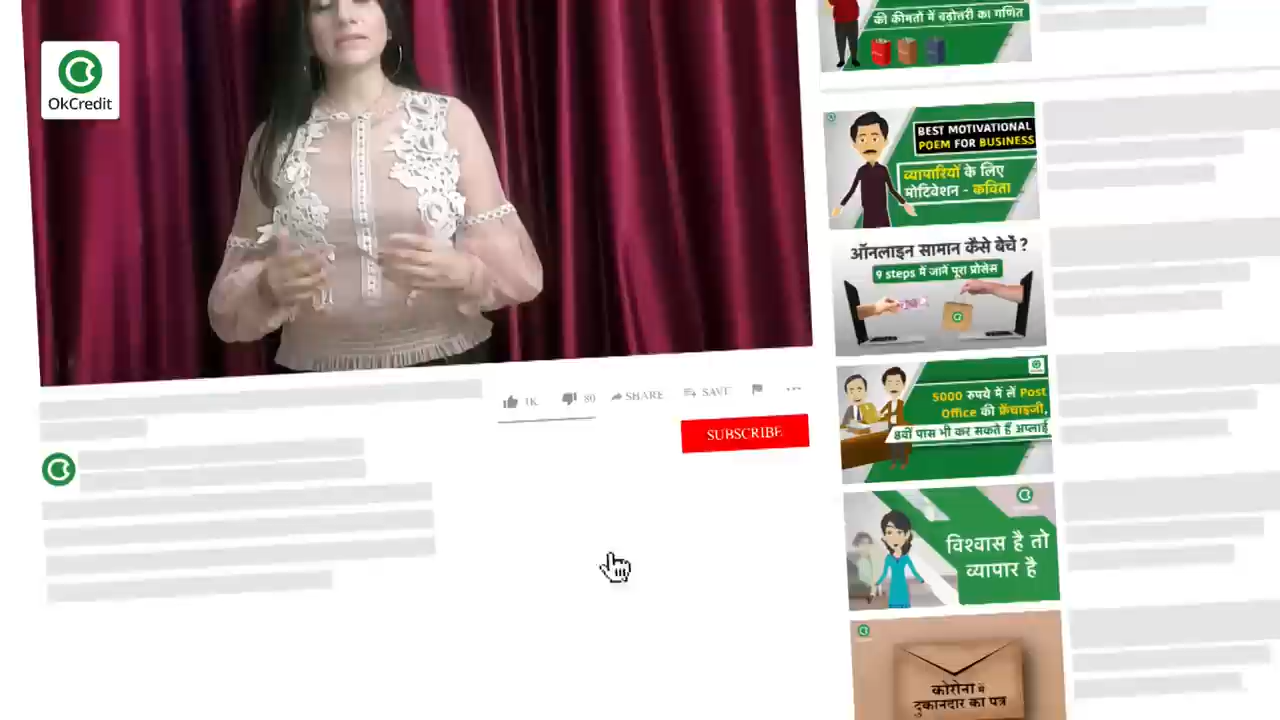 OkCredit
1K
80
SHARE
SAVE
SUBSCRIBE
की कीमतों में बढ़ोत्तरी का गणित
BEST MOTIVATIONAL
POEM FOR BUSINESS
व्यापारियों के लिए
मोटिवेशन - कविता
ऑनलाइन सामान कैसे बेचें ?
9 steps में जानें पूरा प्रोसेस
5000 रुपये में लें Post
Office की फ्रेंचाइजी,
8वीं पास भी कर सकते हैं अप्लाई
विश्वास है तो
व्यापार है
कोरोना में
दुकानदार का पत्र